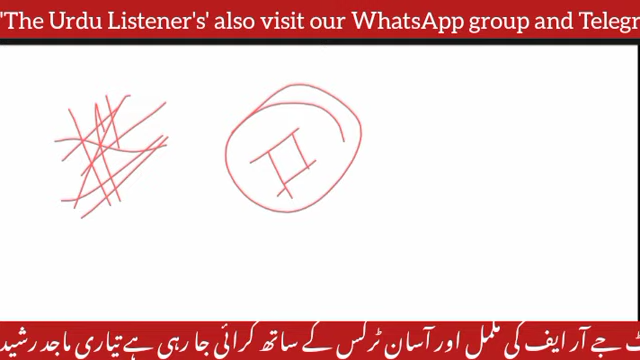 'The Urdu Listener's' also visit our WhatsApp group and Telegr
جے آر ایف کی مکمل اور آسان ٹرکس کے ساتھ کرائی جا رہی ہے تیاری ماجد رشید